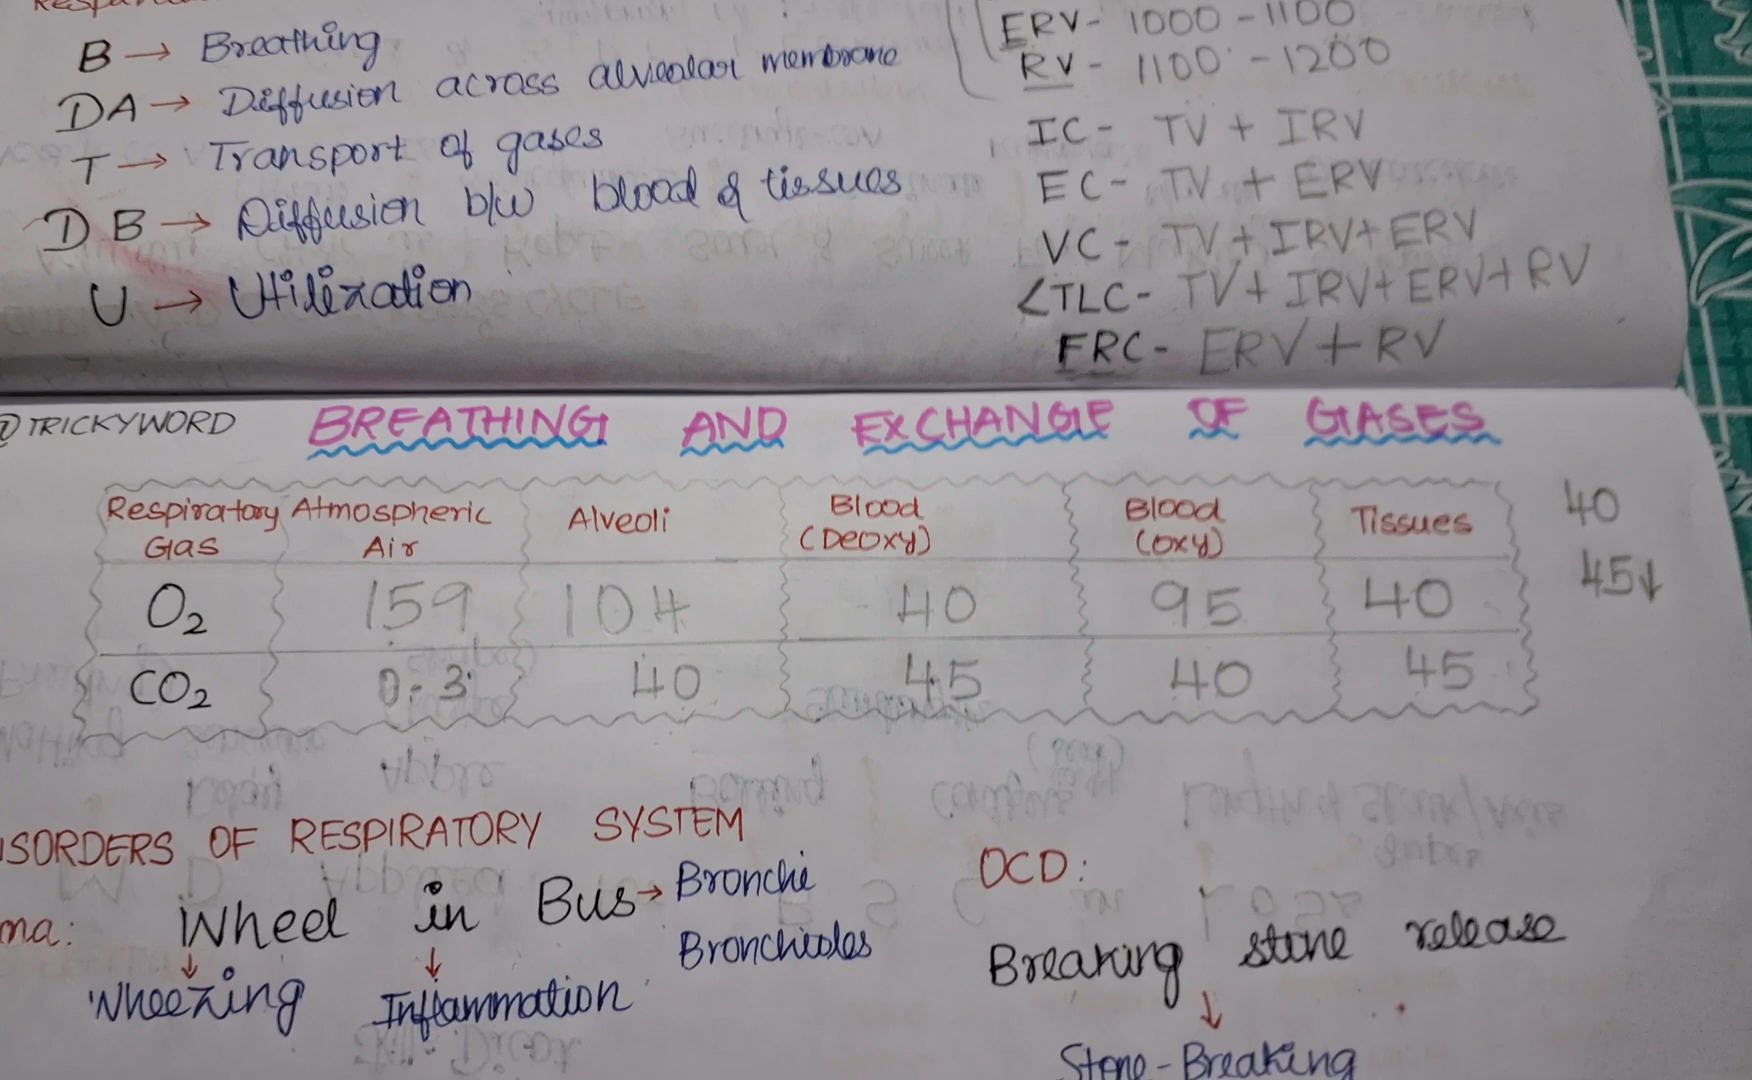 B → Breathing
DA → Diffusion across alveolar membrane
T → Transport of gases
DB → Diffusion b/w blood & tissues
U → Utilization
ERV- 1000 - 1100
RV - 1100 - 1200
IC - TV + IRV
EC - TV + ERV
VC - TV + IRV + ERV
<TLC - TV + IRV + ERV + RV
FRC - ERV + RV
@TRICKYWORD BREATHING AND EXCHANGE OF GASES
Respiratory Gas Atmospheric Air Alveoli Blood (Deoxy) Blood (oxy) Tissues 40
45↓
O2 159 104 40 95 40
CO2 0.3 40 45 40 45
ISORDERS OF RESPIRATORY SYSTEM
ma: Wheel in Bus → Bronchi
Bronchioles
↓ ↓
Wheezing Inflammation
OCD:
Breaking stone release
↓
Stone-Breaking